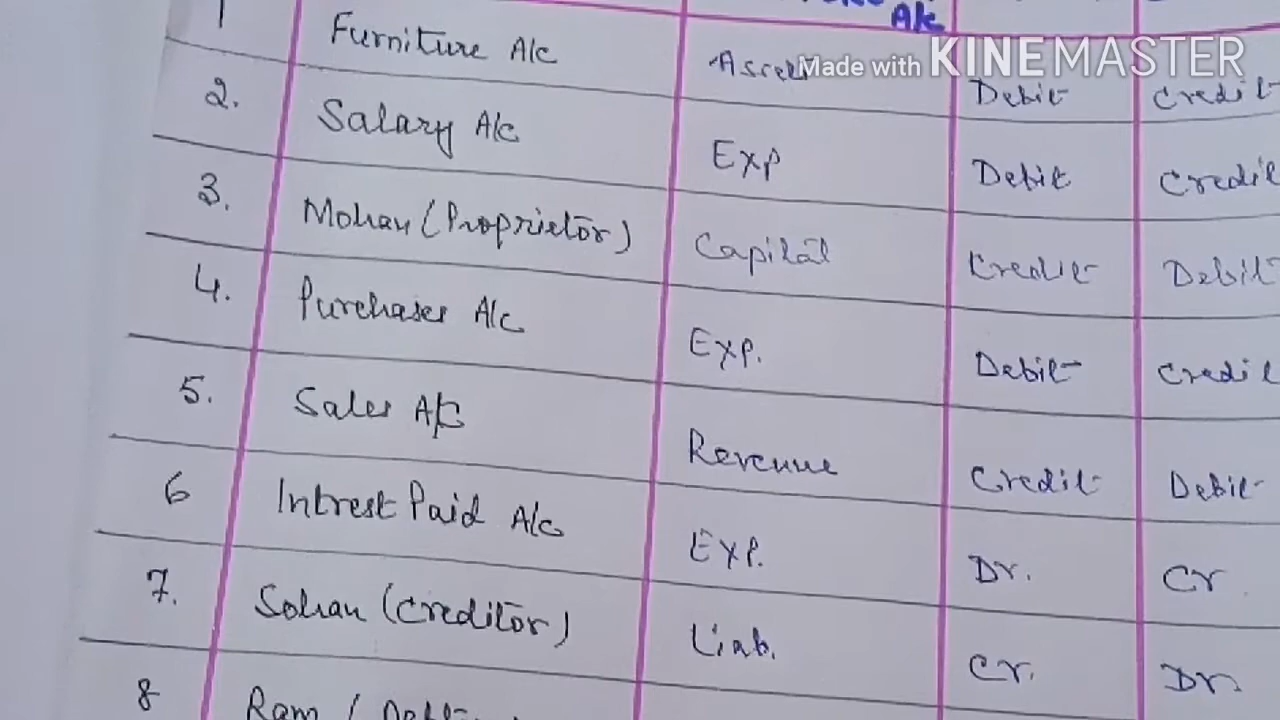 A/c
Made with KINEMASTER
1 Furniture A/c Debit Credit
2. Salary A/c Exp Debit Credit
3. Mohan (Proprietor) Capital Credit Debit
4. Purchases A/c Exp. Debit Credit
5. Sales A/c Revenue Credit Debit
6 Intrest Paid A/c Exp. Dr. Cr
7. Sohan (Creditor) Liab. Cr. Dr.
8 Ram